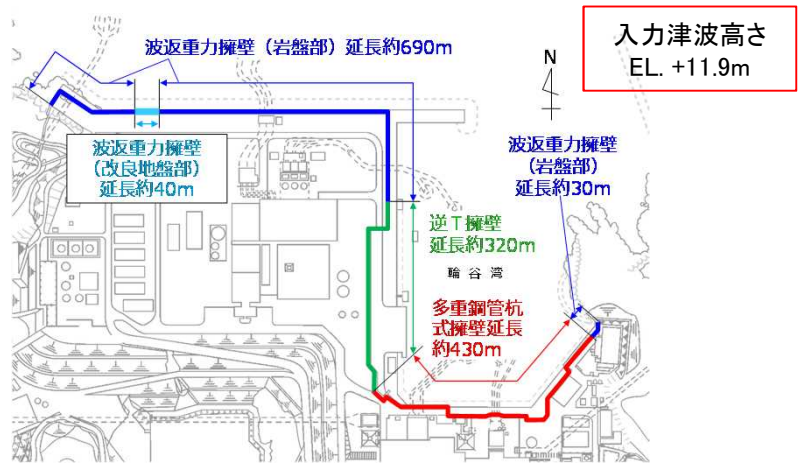 入力津波高さ
EL. +11.9m
波返重力擁壁（岩盤部）延長約690m
N
波返重力擁壁
（改良地盤部）
延長約40m
波返重力擁壁
（岩盤部）
延長約30m
逆T擁壁
延長約320m
輪谷湾
多重鋼管杭
式擁壁延長
約430m